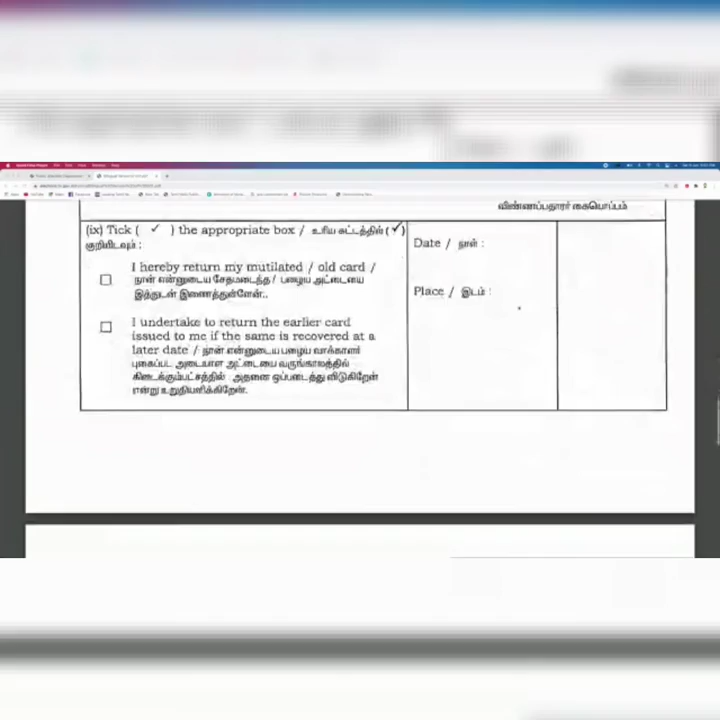 விண்ணப்பதாரர் கையொப்பம்
(ix) Tick ( ✓ ) the appropriate box / உரிய கட்டத்தில் (✓)
குறியிடவும் :
I hereby return my mutilated / old card /
நான் என்னுடைய சேதமடைந்த / பழைய அட்டையை
இத்துடன் இணைத்துள்ளேன்..
I undertake to return the earlier card
issued to me if the same is recovered at a
later date / நான் என்னுடைய பழைய வாக்காளர்
புகைப்பட அடையாள அட்டையை வருங்காலத்தில்
கிடைக்கும்பட்சத்தில் அதனை ஒப்படைத்து விடுகிறேன்
என்று உறுதியளிக்கிறேன்.
Date / நாள் :
Place / இடம் :